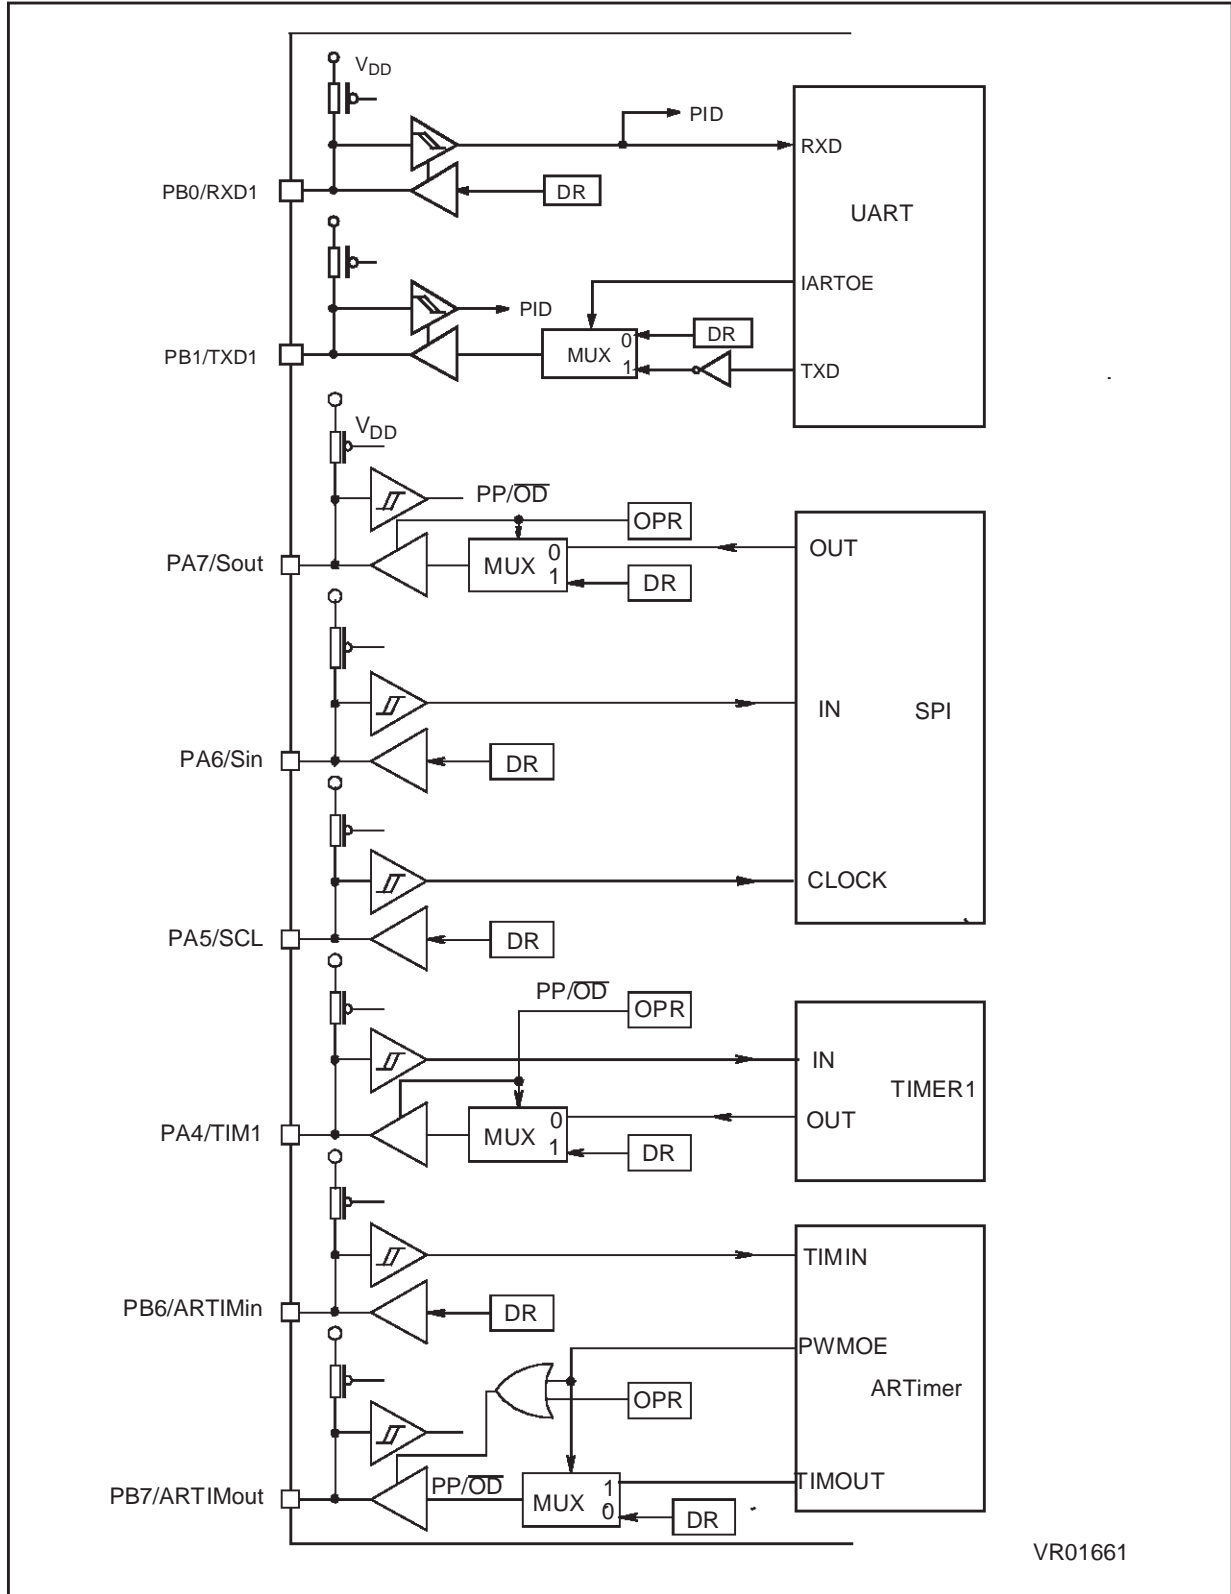 VDD
PID
RXD
PB0/RXD1
DR
UART
IARTOE
PID
DR
0
MUX
PB1/TXD1
1
TXD
VDD
PP/OD
OPR
SPI
OUT
0
PA7/Sout
MUX
1
DR
IN
PA6/Sin
DR
CLOCK
PA5/SCL
DR
PP/OD
OPR
IN
TIMER1
0
OUT
PA4/TIM1
MUX
1
DR
TIMIN
PB6/ARTIMin
DR
PWMOE
ARTimer
OPR
PP/OD
1
TIMOUT
PB7/ARTIMout
MUX
0
DR
VR01661